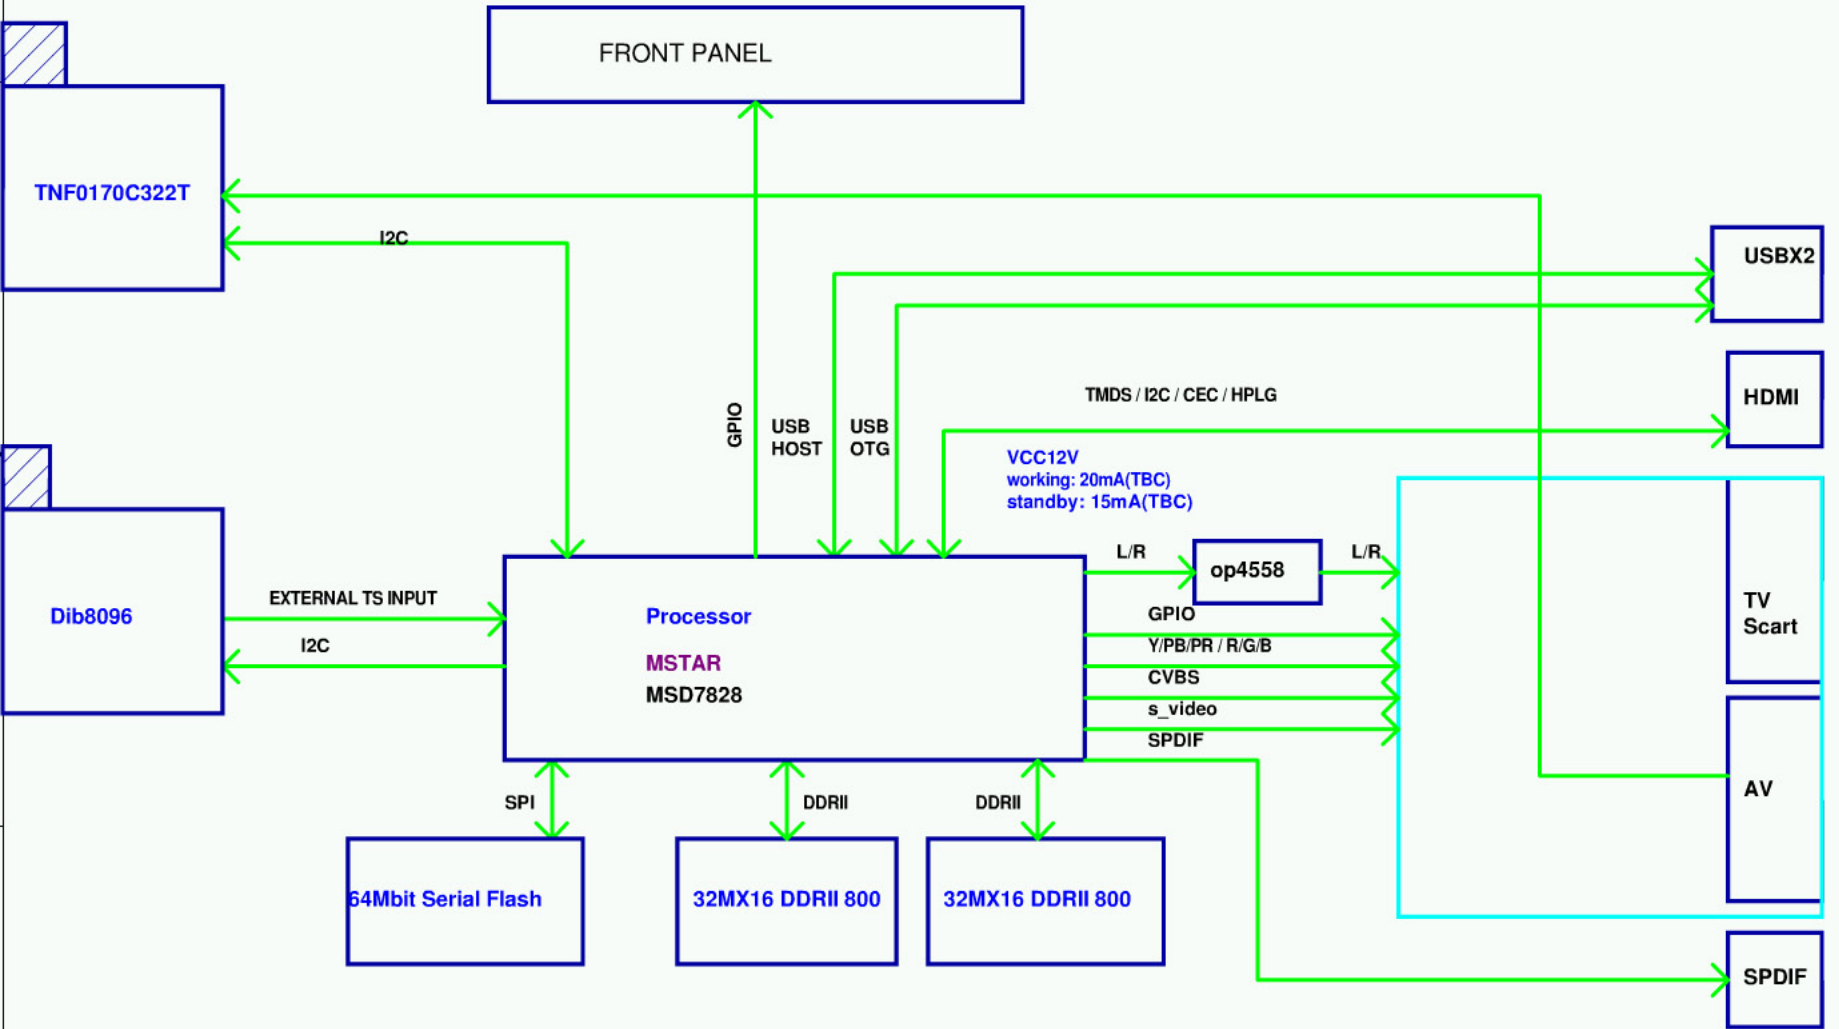 FRONT PANEL
TNF0170C322T
I2C
USBX2
TMDS / I2C / CEC / HPLG
HDMI
GPIO
USB
HOST
USB
OTG
VCC12V
working: 20mA(TBC)
standby: 15mA(TBC)
L/R
op4558
L/R
EXTERNAL TS INPUT
Dib8096
I2C
Processor
MSTAR
MSD7828
GPIO
Y/PB/PR / R/G/B
CVBS
s_video
SPDIF
TV
Scart
AV
SPI
DDRII
DDRII
64Mbit Serial Flash
32MX16 DDRII 800
32MX16 DDRII 800
SPDIF